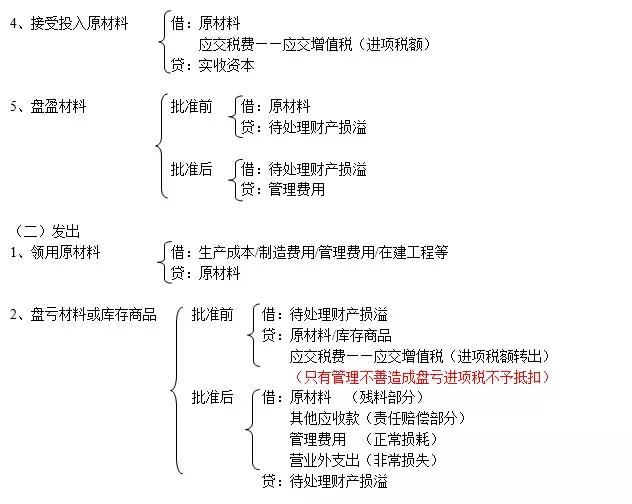 4、接受投入原材料
借：原材料
应交税费——应交增值税（进项税额）
贷：实收资本
5、盘盈材料
批准前
借：原材料
贷：待处理财产损溢
批准后
借：待处理财产损溢
贷：管理费用
（二）发出
1、领用原材料
借：生产成本/制造费用/管理费用/在建工程等
贷：原材料
2、盘亏材料或库存商品
批准前
借：待处理财产损溢
贷：原材料/库存商品
应交税费——应交增值税（进项税额转出）
（只有管理不善造成盘亏进项税不予抵扣）
批准后
借：原材料 （残料部分）
其他应收款（责任赔偿部分）
管理费用 （正常损耗）
营业外支出（非常损失）
贷：待处理财产损溢